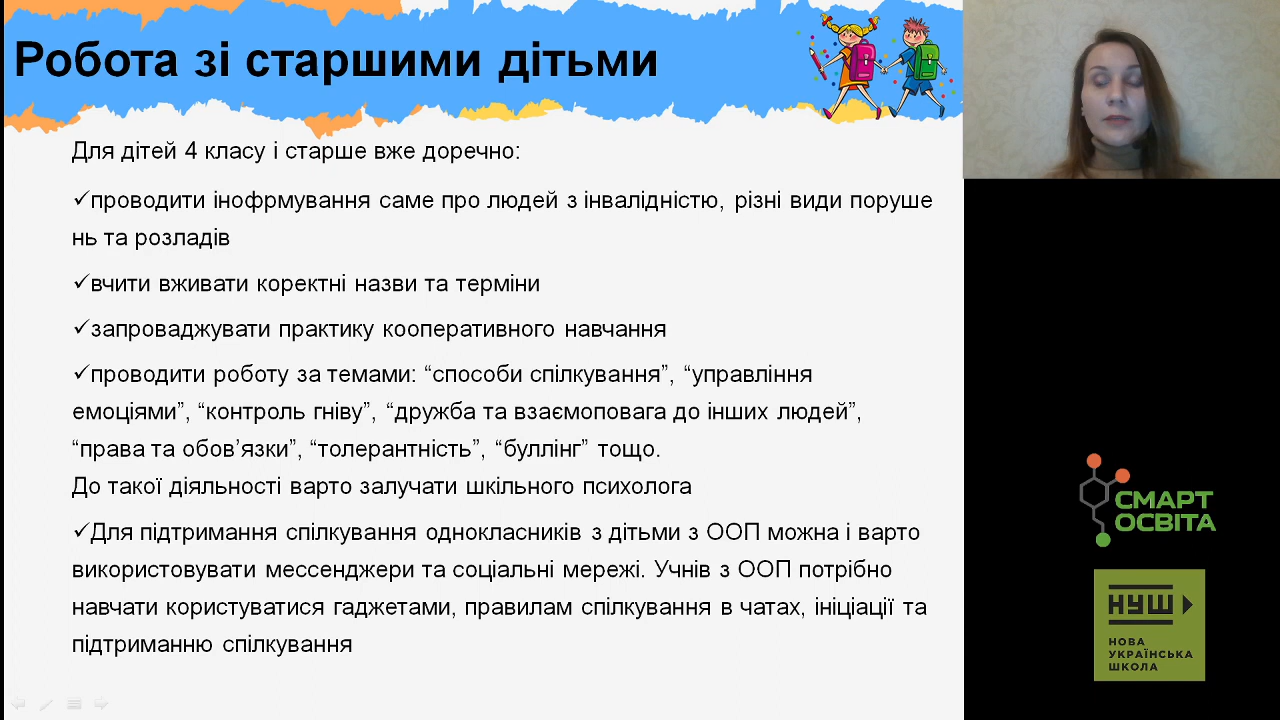 Робота зі старшими дітьми
Для дітей 4 класу і старше вже доречно:
✓проводити інофрмування саме про людей з інвалідністю, різні види поруше
нь та розладів
✓вчити вживати коректні назви та терміни
✓запроваджувати практику кооперативного навчання
✓проводити роботу за темами: “способи спілкування”, “управління
емоціями”, “контроль гніву”, “дружба та взаємоповага до інших людей”,
“права та обов’язки”, “толерантність”, “буллінг” тощо.
До такої діяльності варто залучати шкільного психолога
✓Для підтримання спілкування однокласників з дітьми з ООП можна і варто
використовувати мессенджери та соціальні мережі. Учнів з ООП потрібно
навчати користуватися гаджетами, правилам спілкування в чатах, ініціації та
підтриманню спілкування
СМАРТ
ОСВІТА
НУШ
НОВА
УКРАЇНСЬКА
ШКОЛА